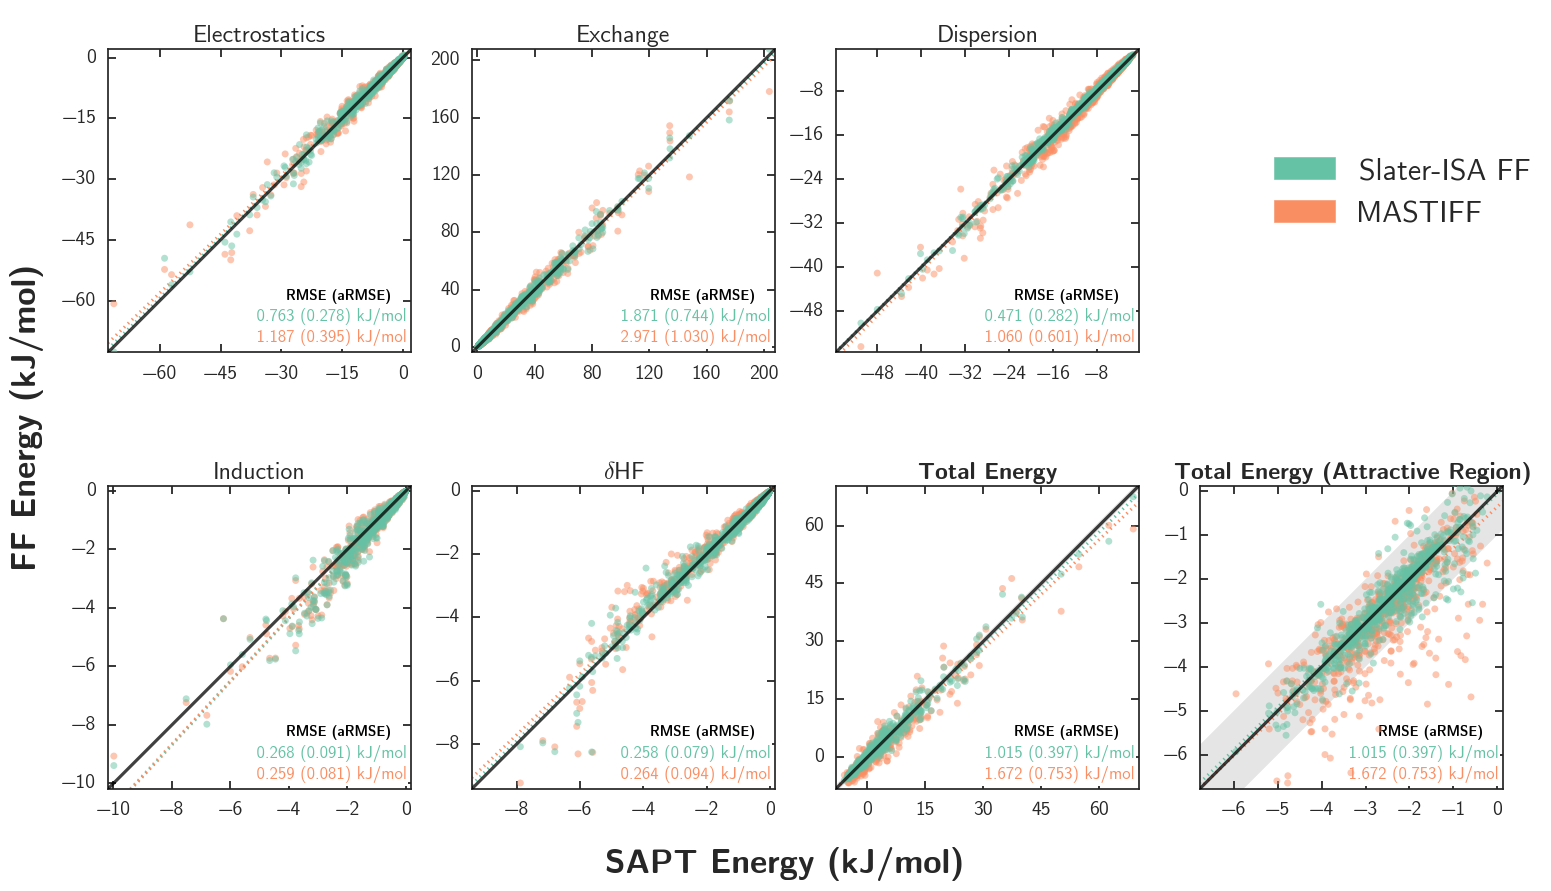 Electrostatics
0
−15
−30
−45
−60
RMSE (aRMSE)
0.763 (0.278) kJ/mol
1.187 (0.395) kJ/mol
−60 −45 −30 −15 0
Exchange
200
160
120
80
40
0
RMSE (aRMSE)
1.871 (0.744) kJ/mol
2.971 (1.030) kJ/mol
0 40 80 120 160 200
Dispersion
−8
−16
−24
−32
−40
−48
RMSE (aRMSE)
0.471 (0.282) kJ/mol
1.060 (0.601) kJ/mol
−48 −40 −32 −24 −16 −8
Slater-ISA FF
MASTIFF
FF Energy (kJ/mol)
Induction
0
−2
−4
−6
−8
−10
RMSE (aRMSE)
0.268 (0.091) kJ/mol
0.259 (0.081) kJ/mol
−10 −8 −6 −4 −2 0
δHF
0
−2
−4
−6
−8
RMSE (aRMSE)
0.258 (0.079) kJ/mol
0.264 (0.094) kJ/mol
−8 −6 −4 −2 0
Total Energy
60
45
30
15
0
RMSE (aRMSE)
1.015 (0.397) kJ/mol
1.672 (0.753) kJ/mol
0 15 30 45 60
Total Energy (Attractive Region)
0
−1
−2
−3
−4
−5
−6
RMSE (aRMSE)
1.015 (0.397) kJ/mol
1.672 (0.753) kJ/mol
−6 −5 −4 −3 −2 −1 0
SAPT Energy (kJ/mol)